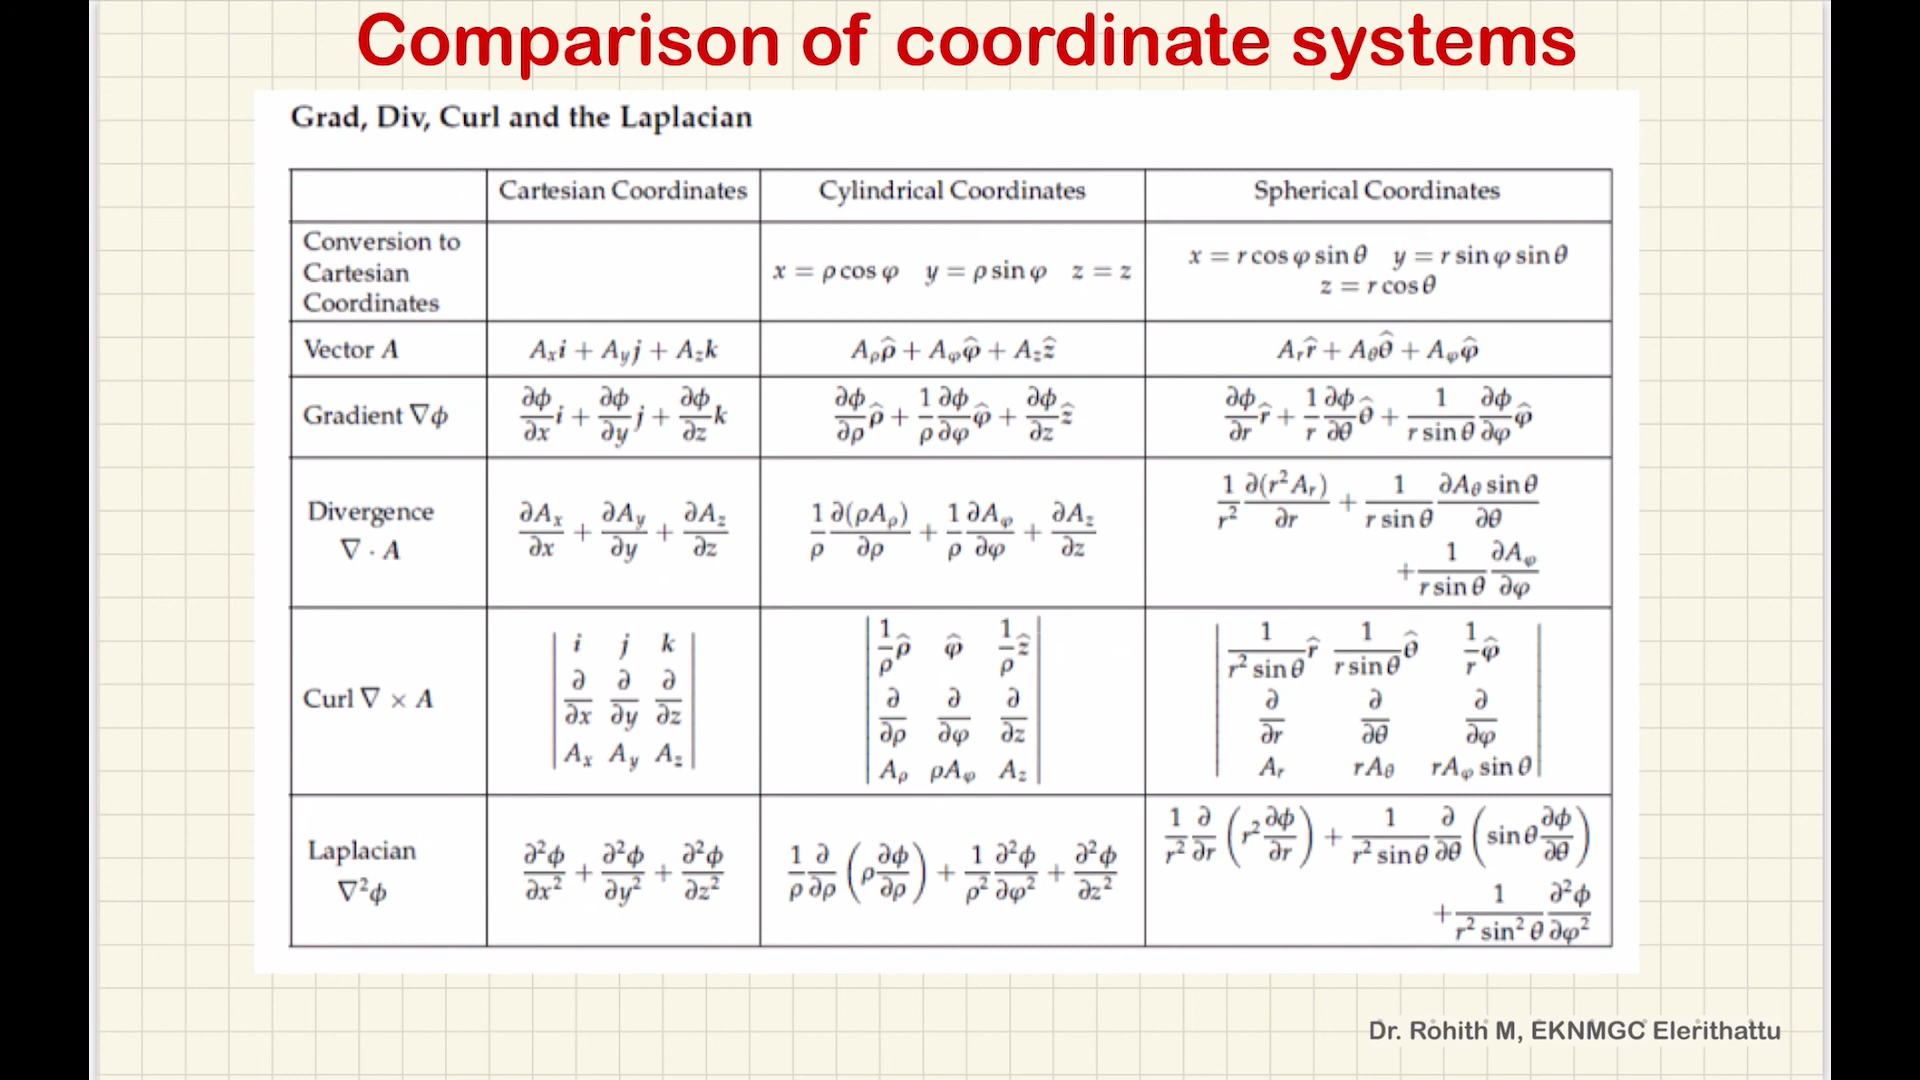 Comparison of coordinate systems
Grad, Div, Curl and the Laplacian
Cartesian Coordinates Cylindrical Coordinates Spherical Coordinates
Conversion to Cartesian Coordinates x = ρ cos φ y = ρ sin φ z = z x = r cos φ sin θ y = r sin φ sin θ z = r cos θ
Vector A A_x i + A_y j + A_z k A_ρ ρ̂ + A_φ φ̂ + A_z ẑ A_r r̂ + A_θ θ̂ + A_φ φ̂
Gradient ∇ϕ ∂ϕ/∂x i + ∂ϕ/∂y j + ∂ϕ/∂z k ∂ϕ/∂ρ ρ̂ + 1/ρ ∂ϕ/∂φ φ̂ + ∂ϕ/∂z ẑ ∂ϕ/∂r r̂ + 1/r ∂ϕ/∂θ θ̂ + 1/(r sin θ) ∂ϕ/∂φ φ̂
Divergence ∇ · A ∂A_x/∂x + ∂A_y/∂y + ∂A_z/∂z 1/ρ ∂(ρA_ρ)/∂ρ + 1/ρ ∂A_φ/∂φ + ∂A_z/∂z 1/r² ∂(r²A_r)/∂r + 1/(r sin θ) ∂A_θ sin θ/∂θ + 1/(r sin θ) ∂A_φ/∂φ
Curl ∇ × A | i j k | | 1/ρ ρ̂ φ̂ 1/ρ ẑ | | 1/(r² sin θ) r̂ 1/(r sin θ) θ̂ 1/r φ̂ |
| ∂/∂x ∂/∂y ∂/∂z | | ∂/∂ρ ∂/∂φ ∂/∂z | | ∂/∂r ∂/∂θ ∂/∂φ |
| A_x A_y A_z | | A_ρ ρA_φ A_z | | A_r rA_θ rA_φ sin θ |
Laplacian ∇²ϕ ∂²ϕ/∂x² + ∂²ϕ/∂y² + ∂²ϕ/∂z² 1/ρ ∂/∂ρ (ρ ∂ϕ/∂ρ) + 1/ρ² ∂²ϕ/∂φ² + ∂²ϕ/∂z² 1/r² ∂/∂r (r² ∂ϕ/∂r) + 1/(r² sin θ) ∂/∂θ (sin θ ∂ϕ/∂θ) + 1/(r² sin² θ) ∂²ϕ/∂φ²
Dr. Rohith M, EKNMGC Elerithattu